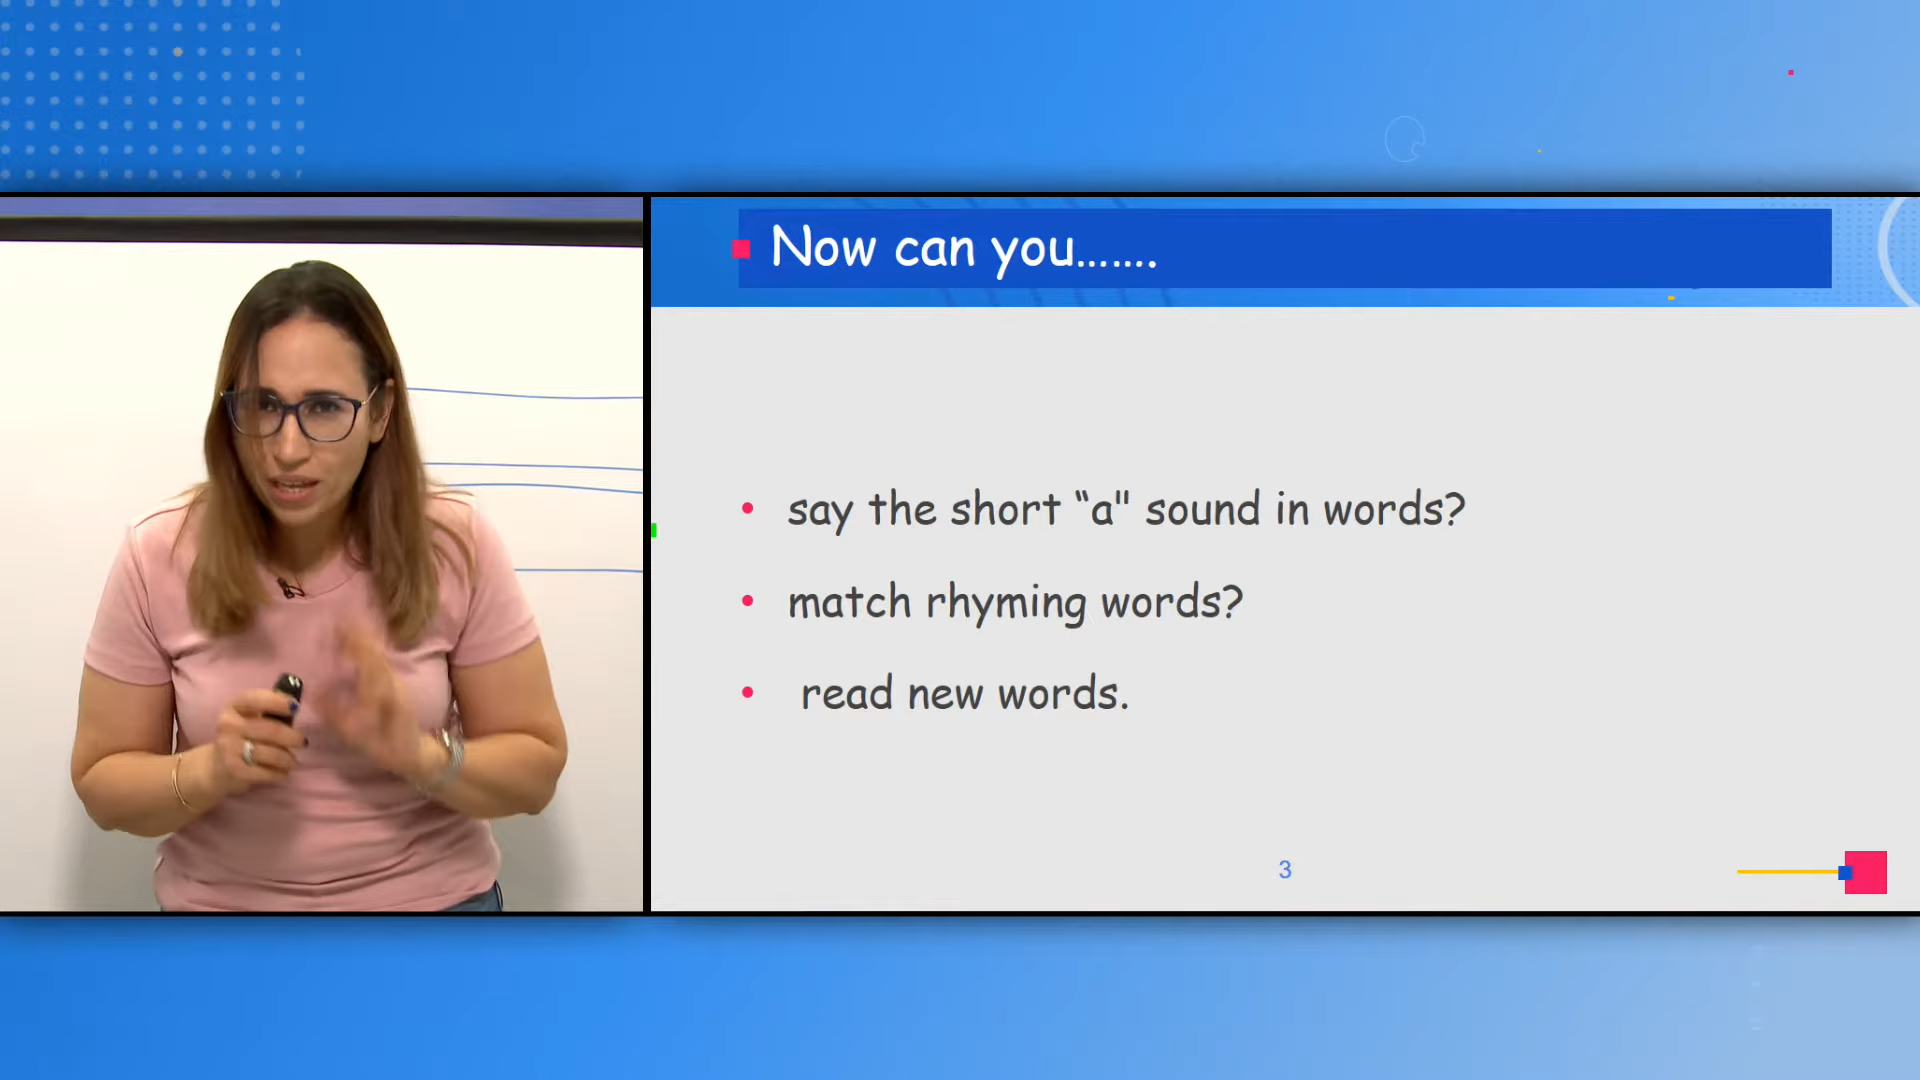 Now can you.......
• say the short “a" sound in words?
• match rhyming words?
• read new words.
3